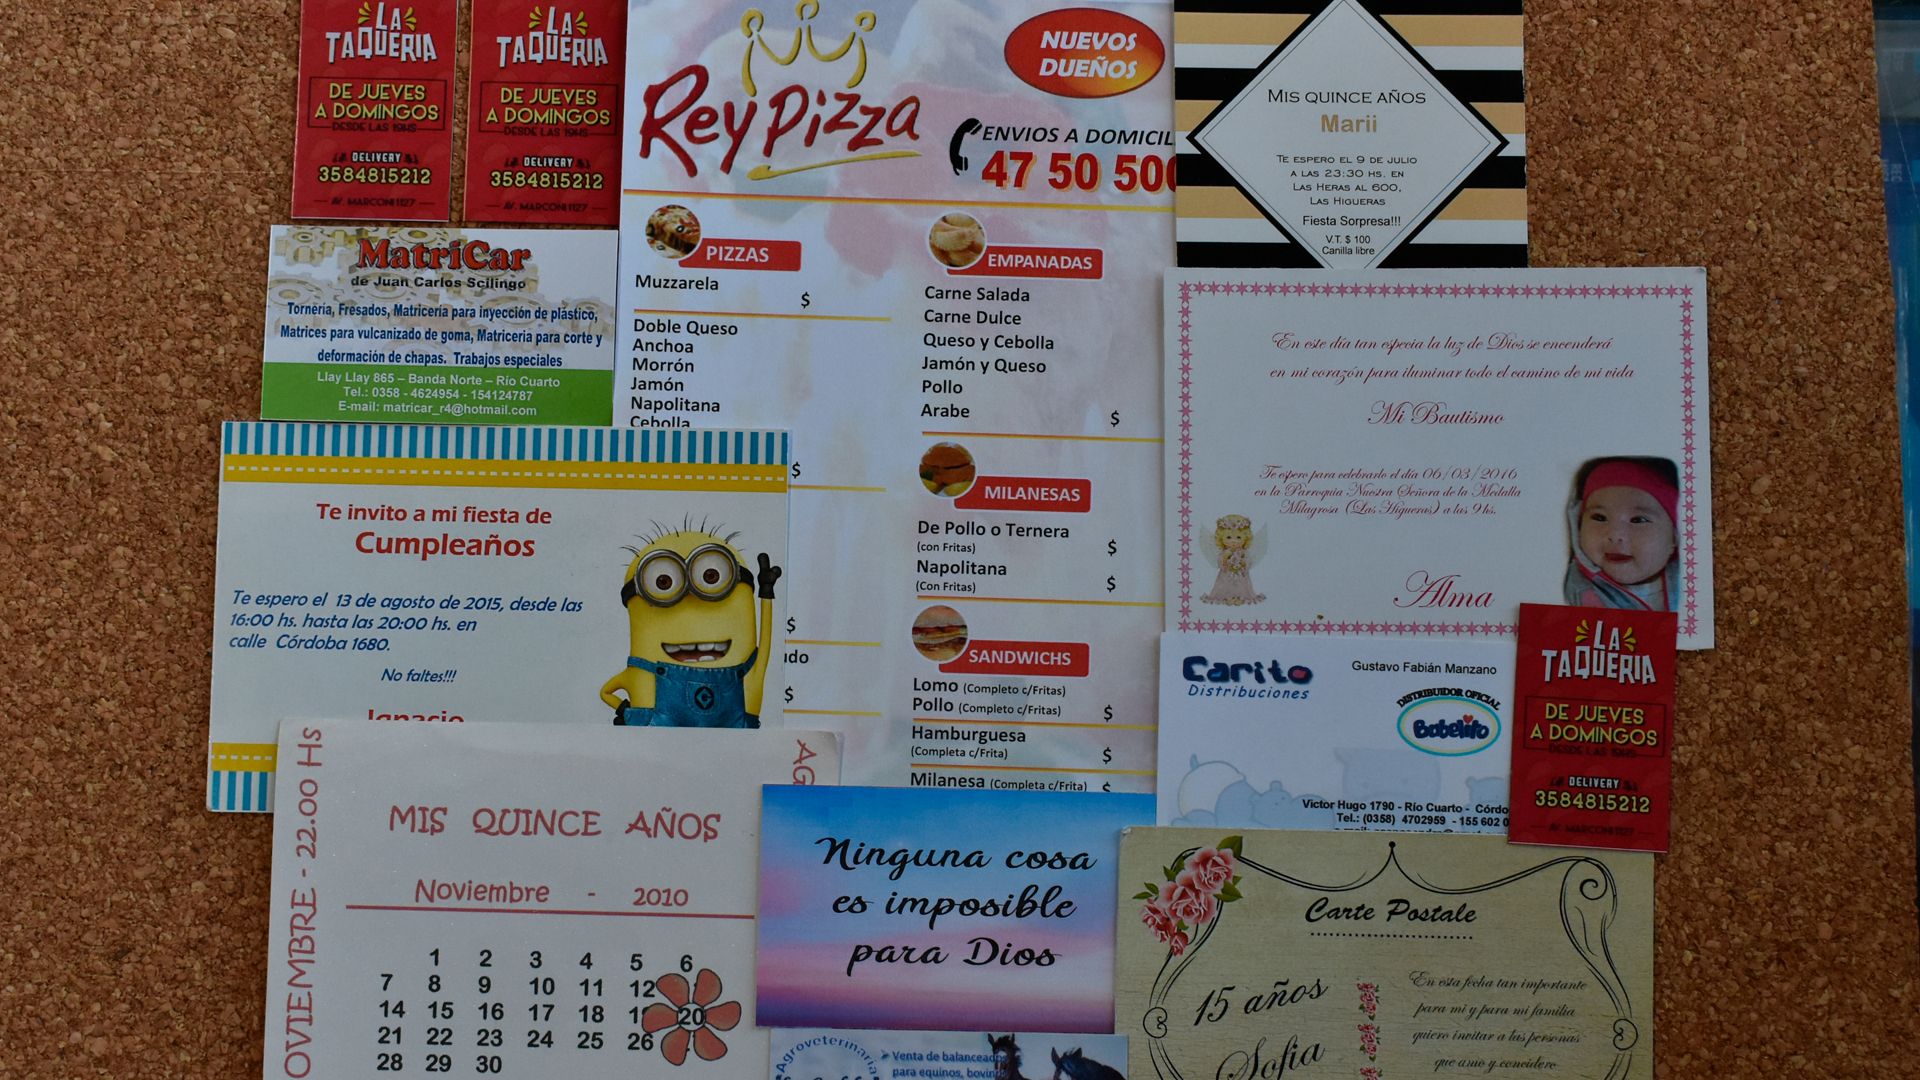 LA
TAQUERIA
DE JUEVES
A DOMINGOS
DESDE LAS 19HS
DELIVERY
3584815212
AV. MARCONI 1127
LA
TAQUERIA
DE JUEVES
A DOMINGOS
DESDE LAS 19HS
DELIVERY
3584815212
AV. MARCONI 1127
MatriCar
de Juan Carlos Scilingo
Tornería, Fresados, Matricería para inyección de plástico,
Matrices para vulcanizado de goma, Matriceria para corte y
deformación de chapas. Trabajos especiales
Llay Llay 865 – Banda Norte – Río Cuarto
Tel.: 0358 - 4624954 - 154124787
E-mail: matricar_r4@hotmail.com
Rey Pizza
NUEVOS
DUEÑOS
ENVIOS A DOMICIL
47 50 500
PIZZAS
Muzzarela
$
Doble Queso
Anchoa
Morrón
Jamón
Napolitana
Cebolla
$
$
udo
$
EMPANADAS
Carne Salada
Carne Dulce
Queso y Cebolla
Jamón y Queso
Pollo
Arabe
$
MILANESAS
De Pollo o Ternera
(con Fritas)
$
Napolitana
(Con Fritas)
$
SANDWICHS
Lomo (Completo c/Fritas)
Pollo (Completo c/Fritas)
$
Hamburguesa
(Completa c/Frita)
$
Milanesa (Completa c/Frita)
MIS QUINCE AÑOS
Marii
TE ESPERO EL 9 DE JULIO
A LAS 23:30 HS. EN
LAS HERAS AL 600,
LAS HIGUERAS
Fiesta Sorpresa!!!
V.T. $ 100
Canilla libre
En este día tan especia la luz de Dios se encenderá
en mi corazón para iluminar todo el camino de mi vida
Mi Bautismo
Te espero para celebrarlo el día 06/03/2016
en la Parroquia Nuestra Señora de la Medalla
Milagrosa (Las Higueras) a las 9hs.
Alma
Te invito a mi fiesta de
Cumpleaños
Te espero el 13 de agosto de 2015, desde las
16:00 hs. hasta las 20:00 hs. en
calle Córdoba 1680.
No faltes!!!
Ignacio
Carito
Distribuciones
Gustavo Fabián Manzano
DISTRIBUIDOR OFICIAL
Bobelito
Victor Hugo 1790 - Río Cuarto - Córdo
Tel.: (0358) 4702959 - 155 602 0
LA
TAQUERIA
DE JUEVES
A DOMINGOS
DESDE LAS 19HS
DELIVERY
3584815212
AV. MARCONI 1127
OVIEMBRE - 22.00 Hs
AG
MIS QUINCE AÑOS
Noviembre - 2010
1 2 3 4 5 6
7 8 9 10 11 12
14 15 16 17 18 19 20
21 22 23 24 25 26
28 29 30
Ninguna cosa
es imposible
para Dios
Agroveterinaria
Venta de balanceados
para equinos, bovinos
Carte Postale
15 años
Sofia
En esta fecha tan importante
para mi y para mi familia
quiero invitar a las personas
que amo y considero